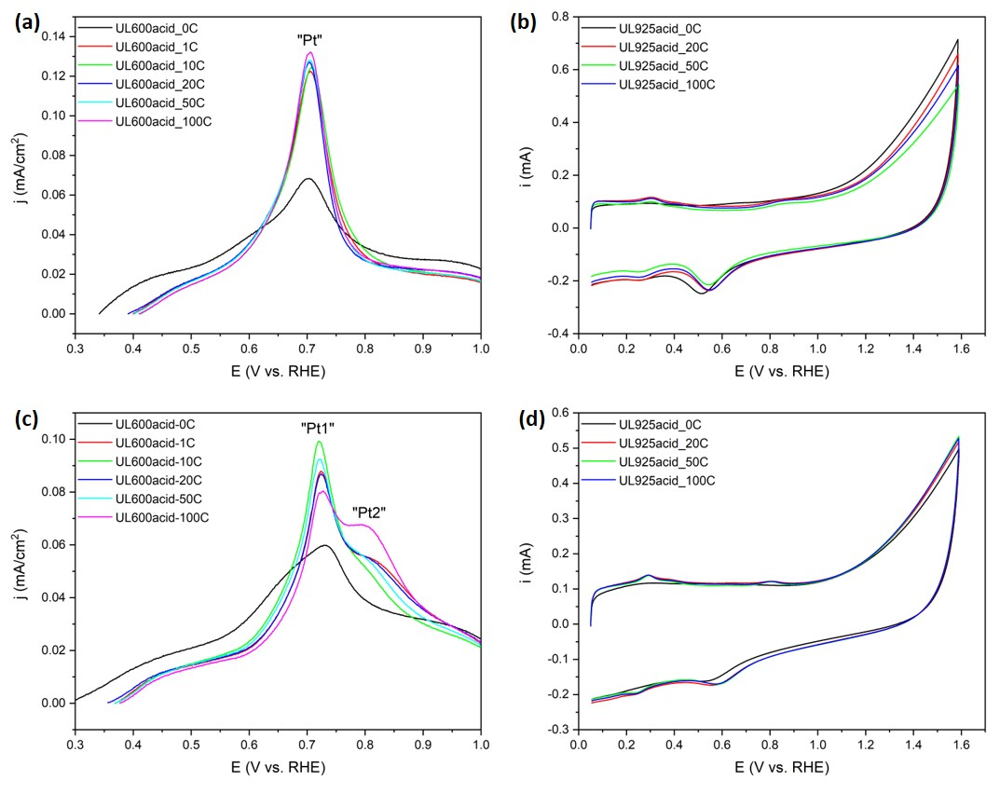 (a)
UL600acid_0C
UL600acid_1C
UL600acid_10C
UL600acid_20C
UL600acid_50C
UL600acid_100C
"Pt"
0.14
0.12
0.10
0.08
0.06
0.04
0.02
0.00
j (mA/cm²)
0.3 0.4 0.5 0.6 0.7 0.8 0.9 1.0
E (V vs. RHE)
(b)
UL925acid_0C
UL925acid_20C
UL925acid_50C
UL925acid_100C
0.8
0.6
0.4
0.2
0.0
-0.2
-0.4
i (mA)
0.0 0.2 0.4 0.6 0.8 1.0 1.2 1.4 1.6
E (V vs. RHE)
(c)
UL600acid-0C
UL600acid-1C
UL600acid-10C
UL600acid-20C
UL600acid-50C
UL600acid-100C
"Pt1"
"Pt2"
0.10
0.08
0.06
0.04
0.02
0.00
j (mA/cm²)
0.3 0.4 0.5 0.6 0.7 0.8 0.9 1.0
E (V vs. RHE)
(d)
UL925acid_0C
UL925acid_20C
UL925acid_50C
UL925acid_100C
0.6
0.5
0.4
0.3
0.2
0.1
0.0
-0.1
-0.2
-0.3
i (mA)
0.0 0.2 0.4 0.6 0.8 1.0 1.2 1.4 1.6
E (V vs. RHE)